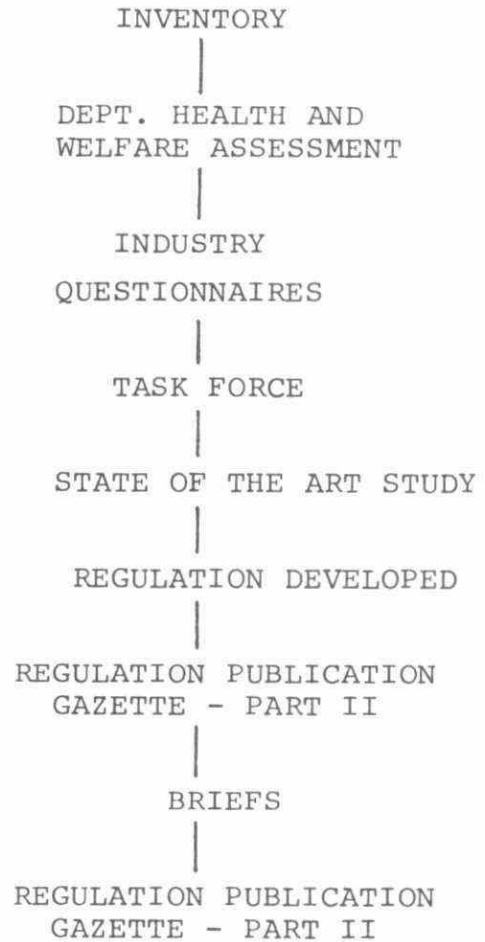 INVENTORY
DEPT. HEALTH AND
WELFARE ASSESSMENT
INDUSTRY
QUESTIONNAIRES
TASK FORCE
STATE OF THE ART STUDY
REGULATION DEVELOPED
REGULATION PUBLICATION
GAZETTE - PART II
BRIEFS
REGULATION PUBLICATION
GAZETTE - PART II